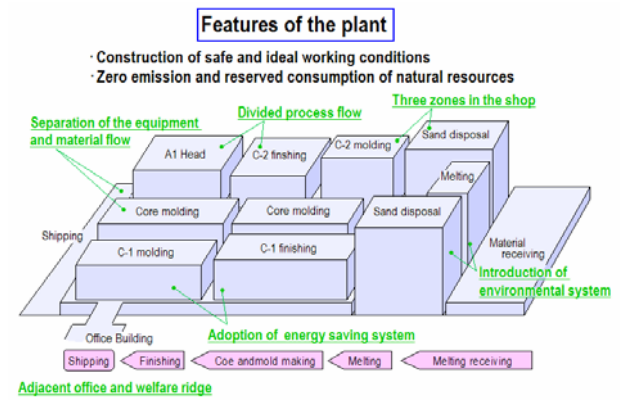 Features of the plant
· Construction of safe and ideal working conditions
· Zero emission and reserved consumption of natural resources
Three zones in the shop
Divided process flow
Separation of the equipment
and material flow
A1 Head
C-2 finshing
C-2 molding
Sand disposal
Melting
Core molding
Core molding
Sand disposal
Shipping
C-1 molding
C-1 finishing
Material
receiving
Introduction of
environmental system
Adoption of energy saving system
Office Building
Shipping
Finishing
Coe andmold making
Melting
Melting receiving
Adjacent office and welfare ridge